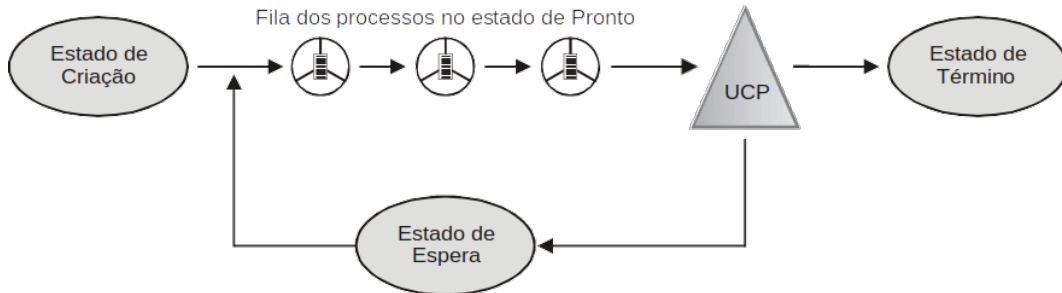 Fila dos processos no estado de Pronto
Estado de
Criação
UCP
Estado de
Término
Estado de
Espera